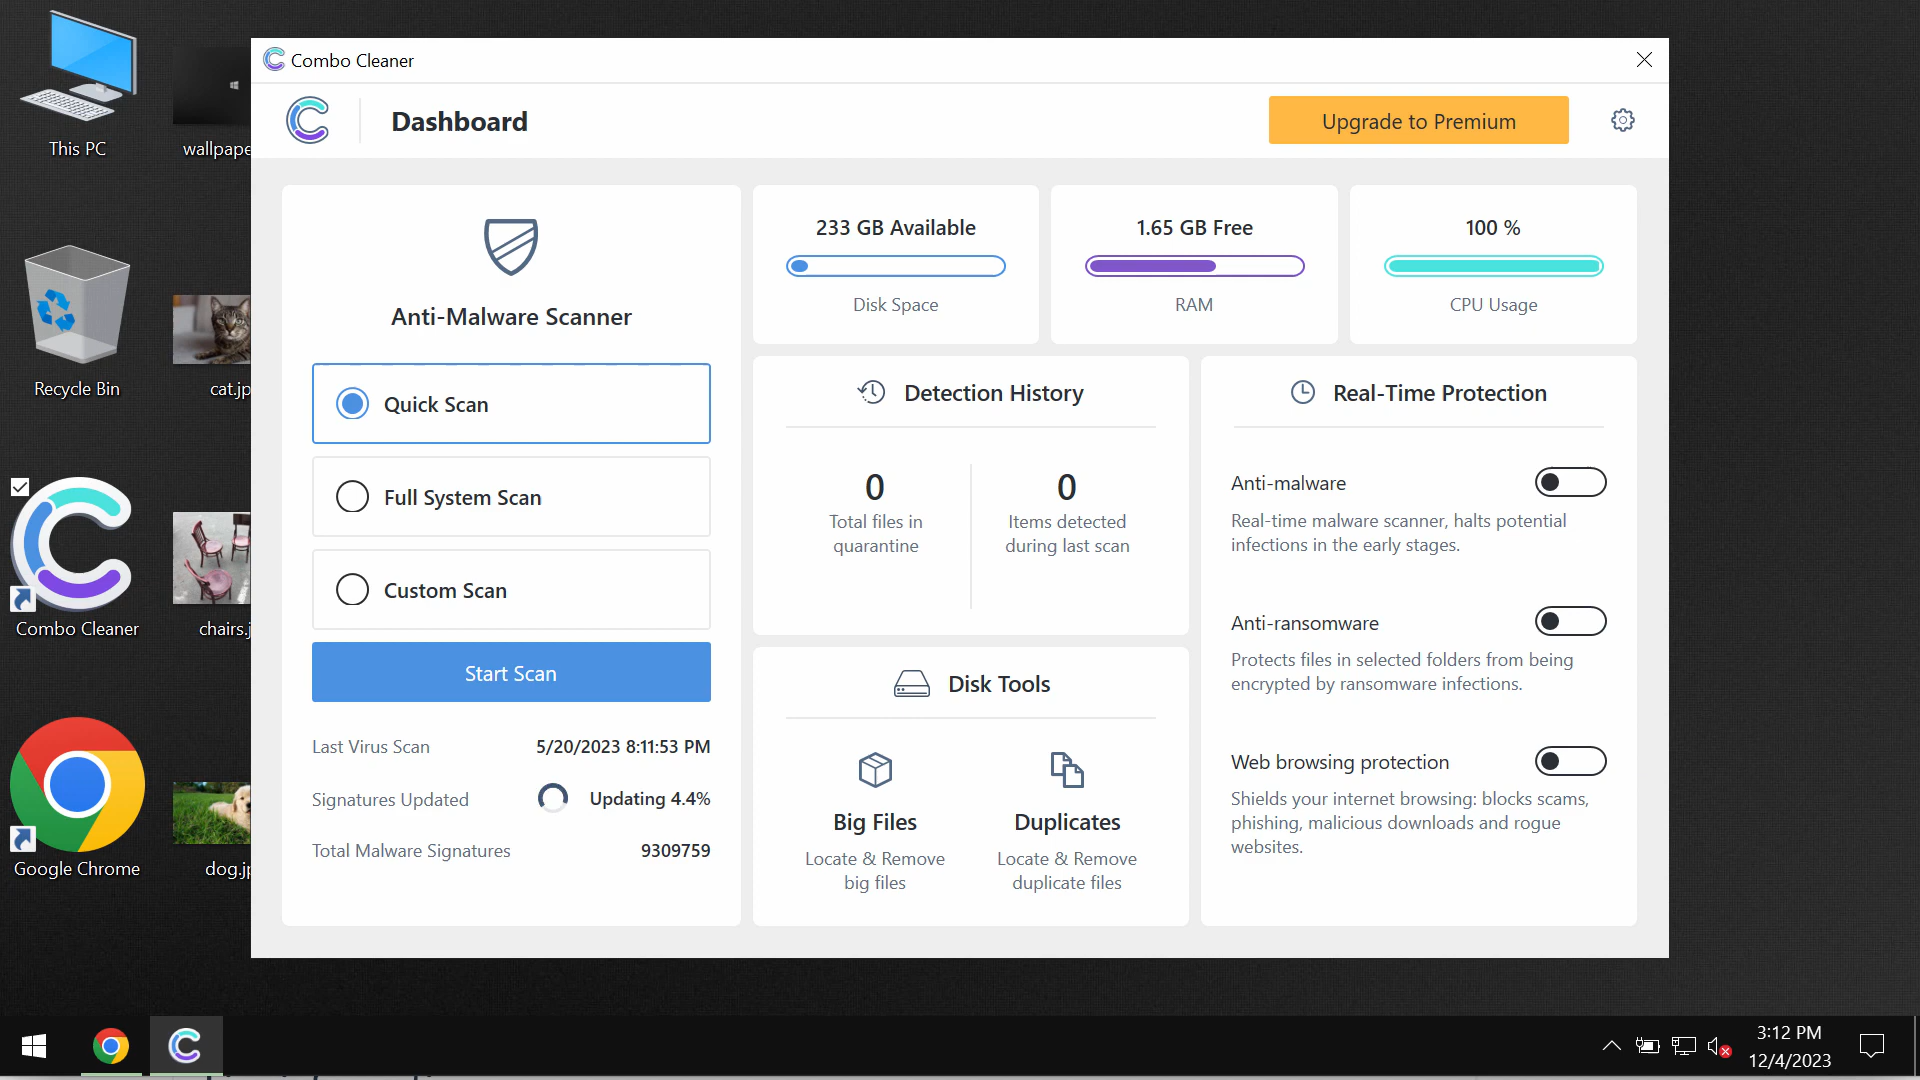 Combo Cleaner
Dashboard
Upgrade to Premium
This PC
wallpape
Recycle Bin
cat.jp
Combo Cleaner
chairs.j
Google Chrome
dog.jp
Anti-Malware Scanner
Quick Scan
Full System Scan
Custom Scan
Start Scan
Last Virus Scan 5/20/2023 8:11:53 PM
Signatures Updated Updating 4.4%
Total Malware Signatures 9309759
233 GB Available
Disk Space
1.65 GB Free
RAM
100 %
CPU Usage
Detection History
0
Total files in
quarantine
0
Items detected
during last scan
Disk Tools
Big Files
Locate & Remove
big files
Duplicates
Locate & Remove
duplicate files
Real-Time Protection
Anti-malware
Real-time malware scanner, halts potential
infections in the early stages.
Anti-ransomware
Protects files in selected folders from being
encrypted by ransomware infections.
Web browsing protection
Shields your internet browsing: blocks scams,
phishing, malicious downloads and rogue
websites.
3:12 PM
12/4/2023